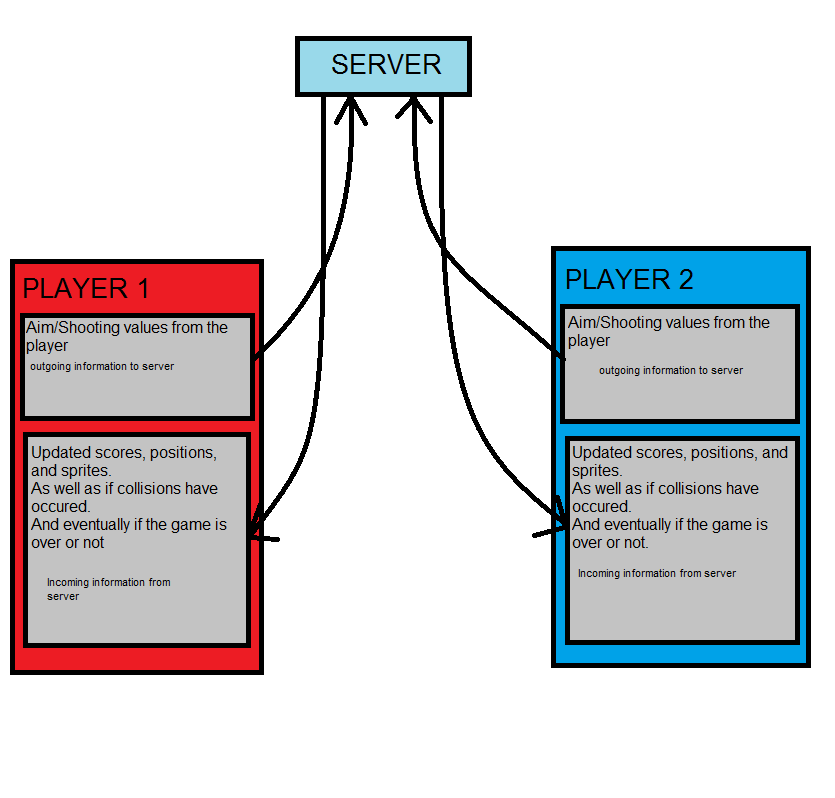 SERVER
PLAYER 1
Aim/Shooting values from the
player
outgoing information to server
Updated scores, positions,
and sprites.
As well as if collisions have
occured.
And eventually if the game is
over or not
Incoming information from
server
PLAYER 2
Aim/Shooting values from the
player
outgoing information to server
Updated scores, positions, and
sprites.
As well as if collisions have
occured.
And eventually if the game is
over or not.
Incoming information from server